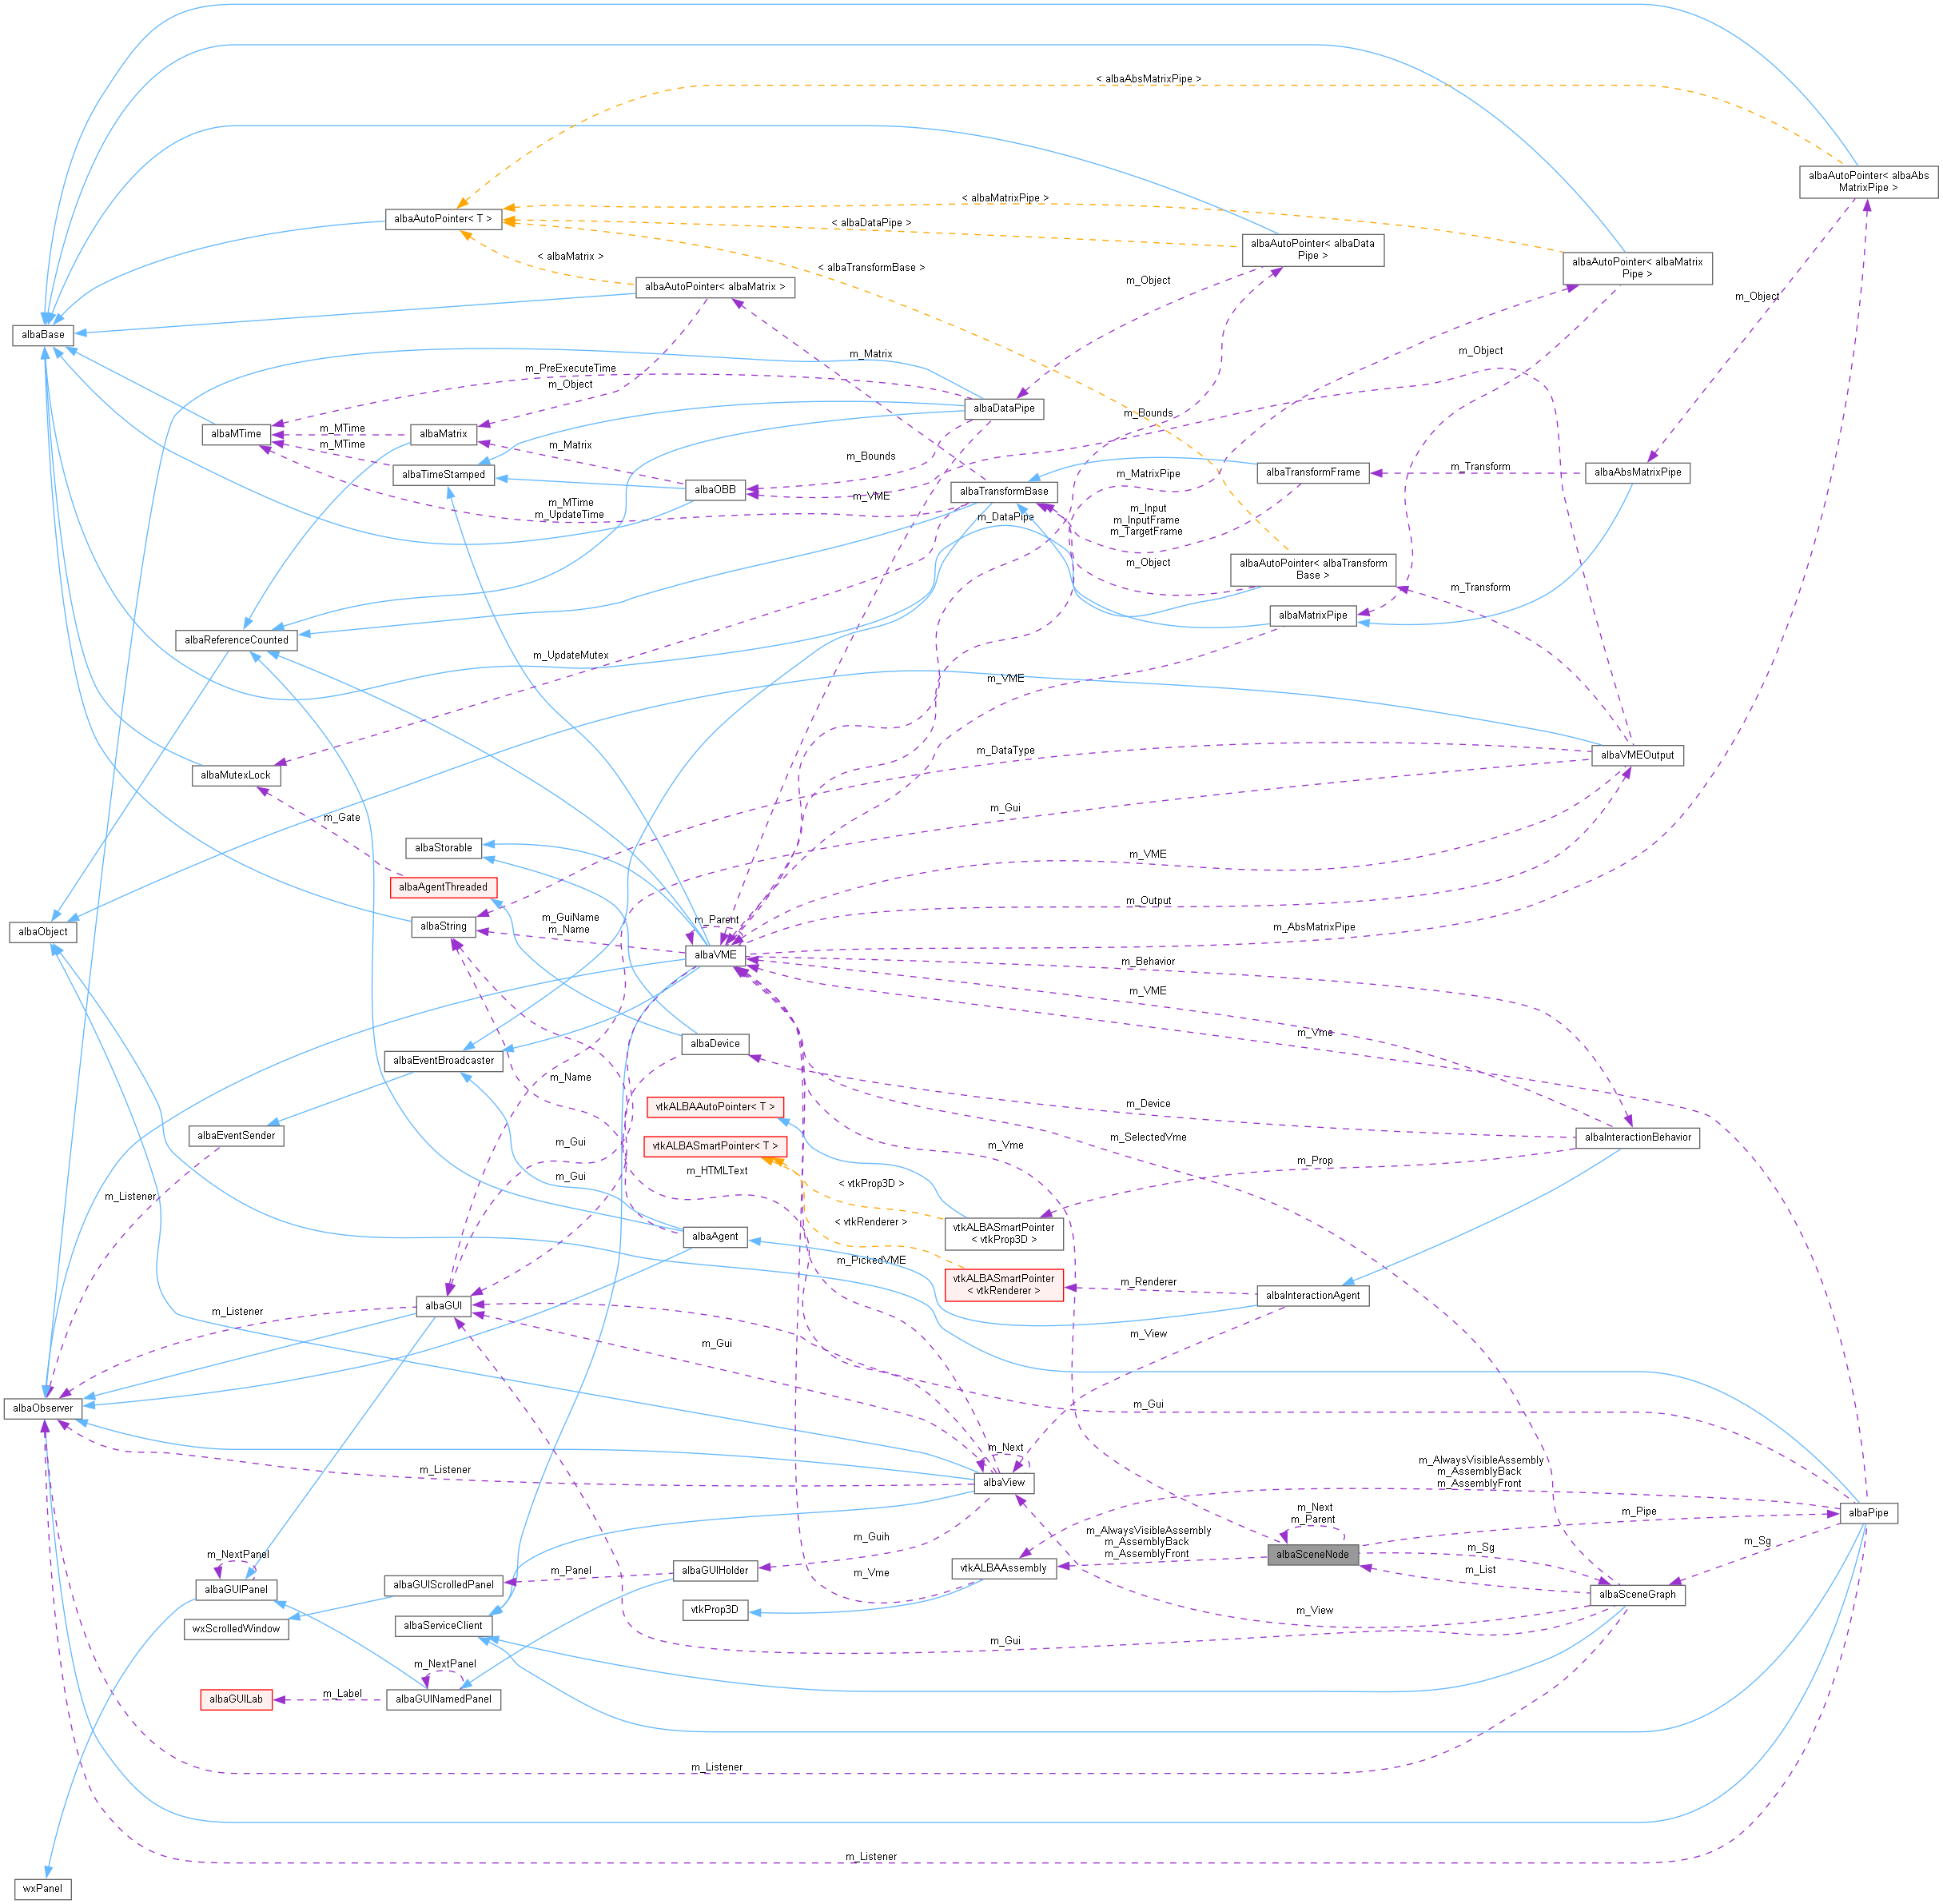 < albaAbsMatrixPipe >
albaAutoPointer< albaAbs
MatrixPipe >
< albaMatrixPipe >
albaAutoPointer< T >
< albaDataPipe >
albaAutoPointer< albaData
Pipe >
albaAutoPointer< albaMatrix
Pipe >
< albaMatrix >
< albaTransformBase >
m_Object
albaAutoPointer< albaMatrix >
m_Object
albaBase
m_Matrix
m_Object
m_PreExecuteTime
m_Object
albaDataPipe
m_Bounds
albaMTime
m_MTime
albaMatrix
m_MTime
m_Matrix
m_Bounds
albaTimeStamped
m_MatrixPipe
albaTransformFrame
m_Transform
albaAbsMatrixPipe
albaOBB
m_VME
albaTransformBase
m_MTime
m_UpdateTime
m_DataPipe
m_Input
m_InputFrame
m_TargetFrame
m_Object
albaAutoPointer< albaTransform
Base >
m_Transform
albaMatrixPipe
albaReferenceCounted
m_UpdateMutex
m_VME
m_DataType
albaVMEOutput
albaMutexLock
m_Gate
m_Gui
albaStorable
m_VME
albaAgentThreaded
m_GuiName
m_Name
m_Parent
m_Output
albaObject
albaString
albaVME
m_AbsMatrixPipe
m_Behavior
m_VME
m_Vme
albaDevice
albaEventBroadcaster
m_Name
vtkALBAAutoPointer< T >
m_Device
albaEventSender
m_Gui
vtkALBASmartPointer< T >
m_Vme
m_SelectedVme
albaInteractionBehavior
m_Gui
m_HTMLText
m_Prop
m_Listener
< vtkProp3D >
< vtkRenderer >
vtkALBASmartPointer
< vtkProp3D >
albaAgent
m_PickedVME
vtkALBASmartPointer
< vtkRenderer >
m_Renderer
albaInteractionAgent
albaGUI
m_Listener
m_Gui
m_View
albaObserver
m_Gui
m_Next
m_Listener
albaView
m_AlwaysVisibleAssembly
m_AssemblyBack
m_AssemblyFront
m_Next
m_Parent
m_Pipe
albaPipe
m_Guih
m_AlwaysVisibleAssembly
m_AssemblyBack
m_AssemblyFront
albaSceneNode
m_Sg
m_Sg
m_NextPanel
m_Panel
albaGUIHolder
m_Vme
vtkALBAAssembly
m_List
albaGUIPanel
albaGUIScrolledPanel
albaSceneGraph
vtkProp3D
m_View
wxScrolledWindow
albaServiceClient
m_Gui
m_NextPanel
albaGUILab
m_Label
albaGUINamedPanel
m_Listener
m_Listener
wxPanel